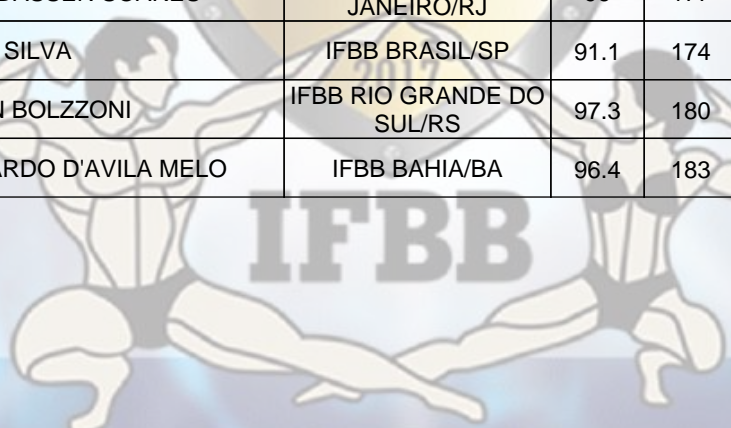 JANEIRO/RJ
SILVA IFBB BRASIL/SP 91.1 174
BOLZZONI IFBB RIO GRANDE DO SUL/RS 97.3 180
D'AVILA MELO IFBB BAHIA/BA 96.4 183
2017
IFBB